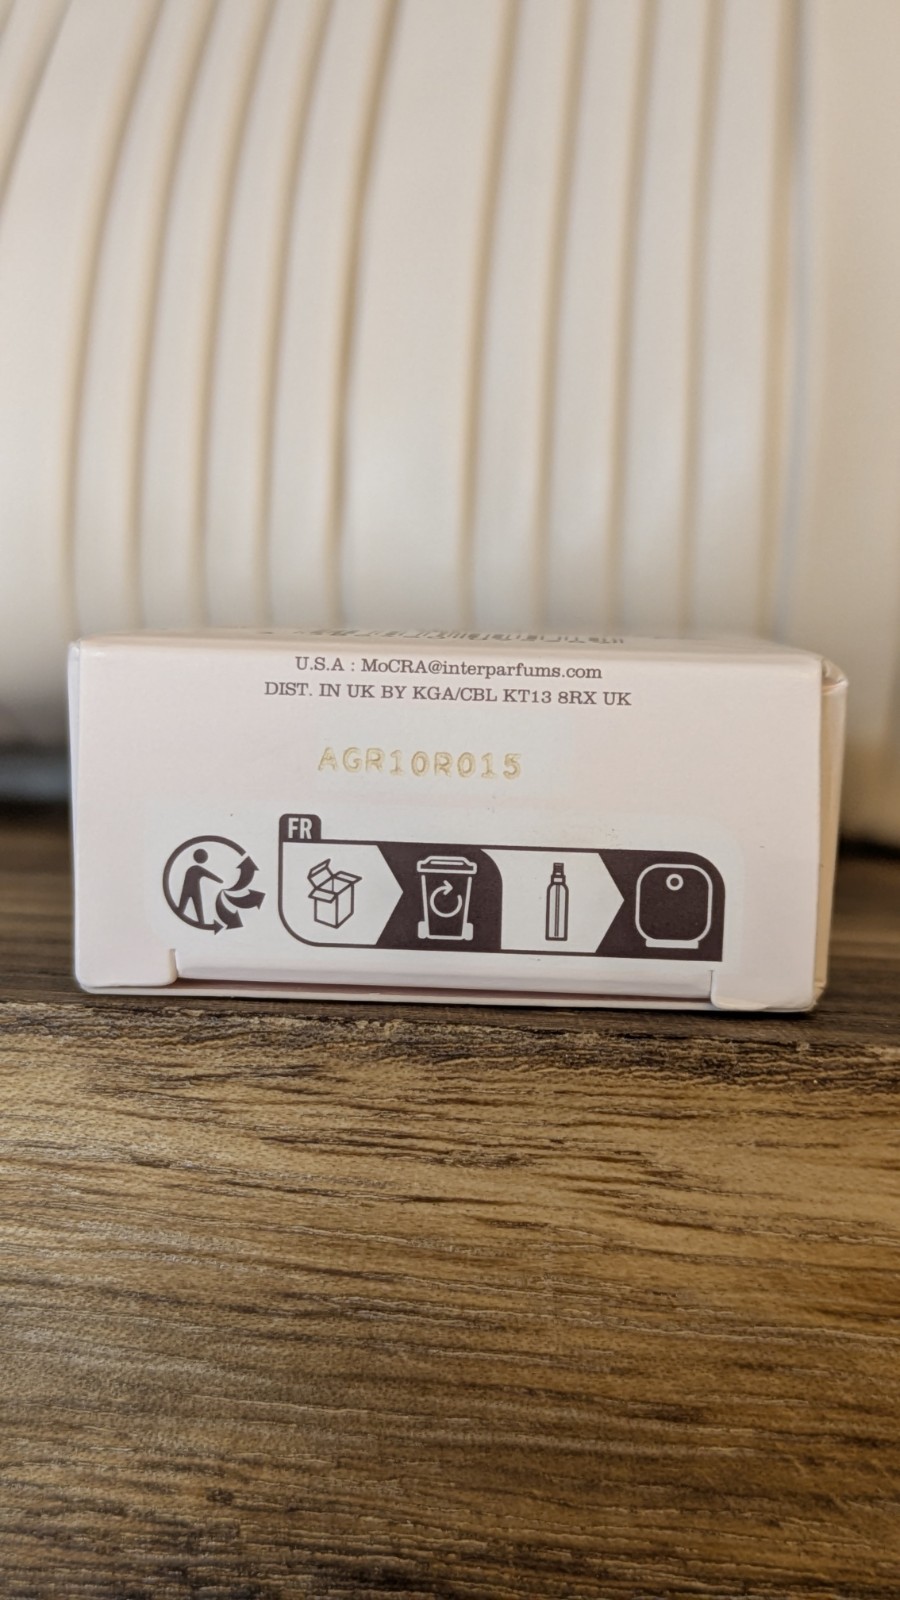 U.S.A : MoCRA@interparfums.com
DIST. IN UK BY KGA/CBL KT13 8RX UK
AGR10R015
FR